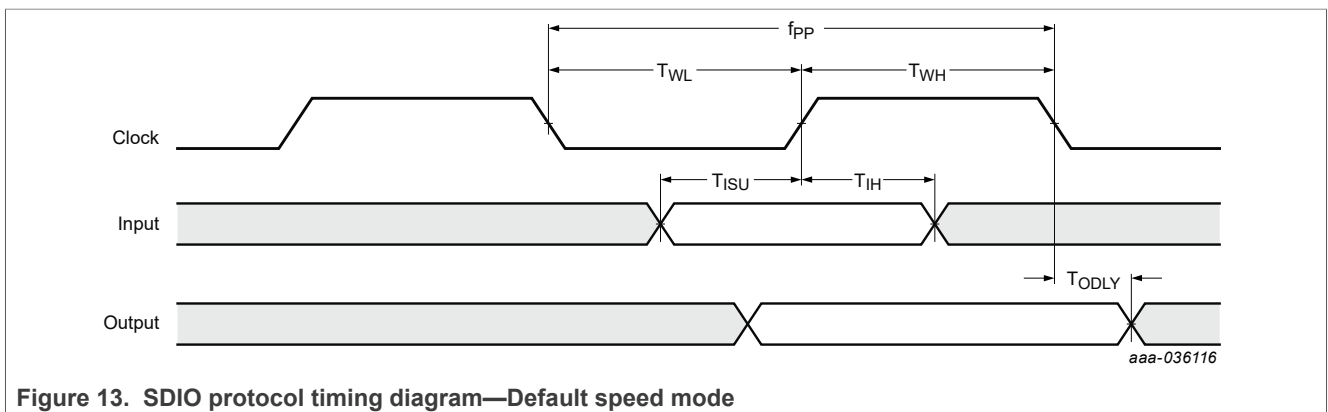 fPP
TWL TWH
Clock
TISU TIH
Input
TODLY
Output
aaa-036116
Figure 13. SDIO protocol timing diagram—Default speed mode